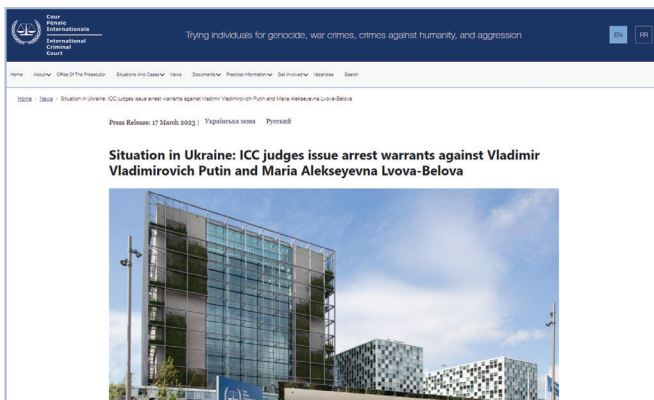 Cour
Pénale
Internationale
International
Criminal
Court
Trying individuals for genocide, war crimes, crimes against humanity, and aggression
EN
FR
Home About Office Of The Prosecutor Situations And Cases News Documents Practical Information Get Involved Vacancies Search
Home News Situation in Ukraine: ICC judges issue arrest warrants against Vladimir Vladimirovich Putin and Maria Alekseyevna Lvova-Belova
Press Release: 17 March 2023 | Українська мова Русский
Situation in Ukraine: ICC judges issue arrest warrants against Vladimir
Vladimirovich Putin and Maria Alekseyevna Lvova-Belova